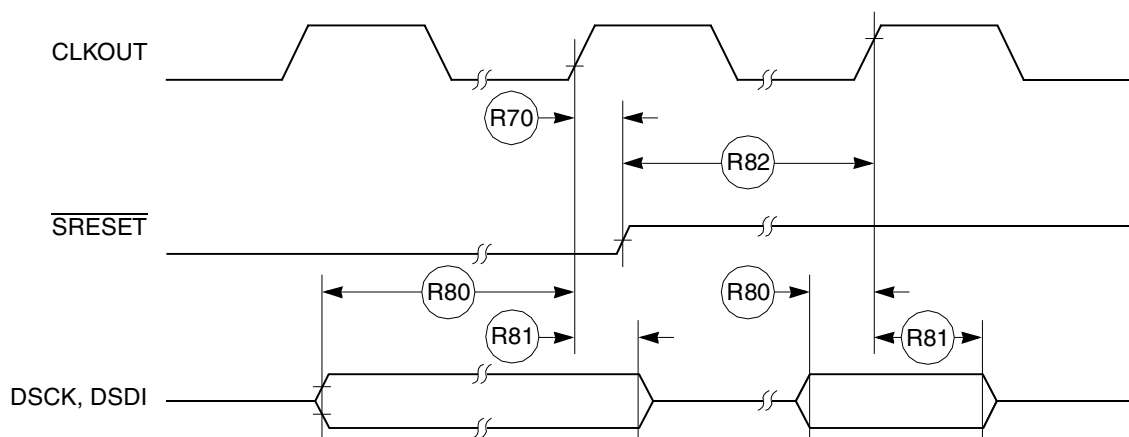 CLKOUT
R70
R82
SRESET
R80
R80
R81
R81
DSCK, DSDI